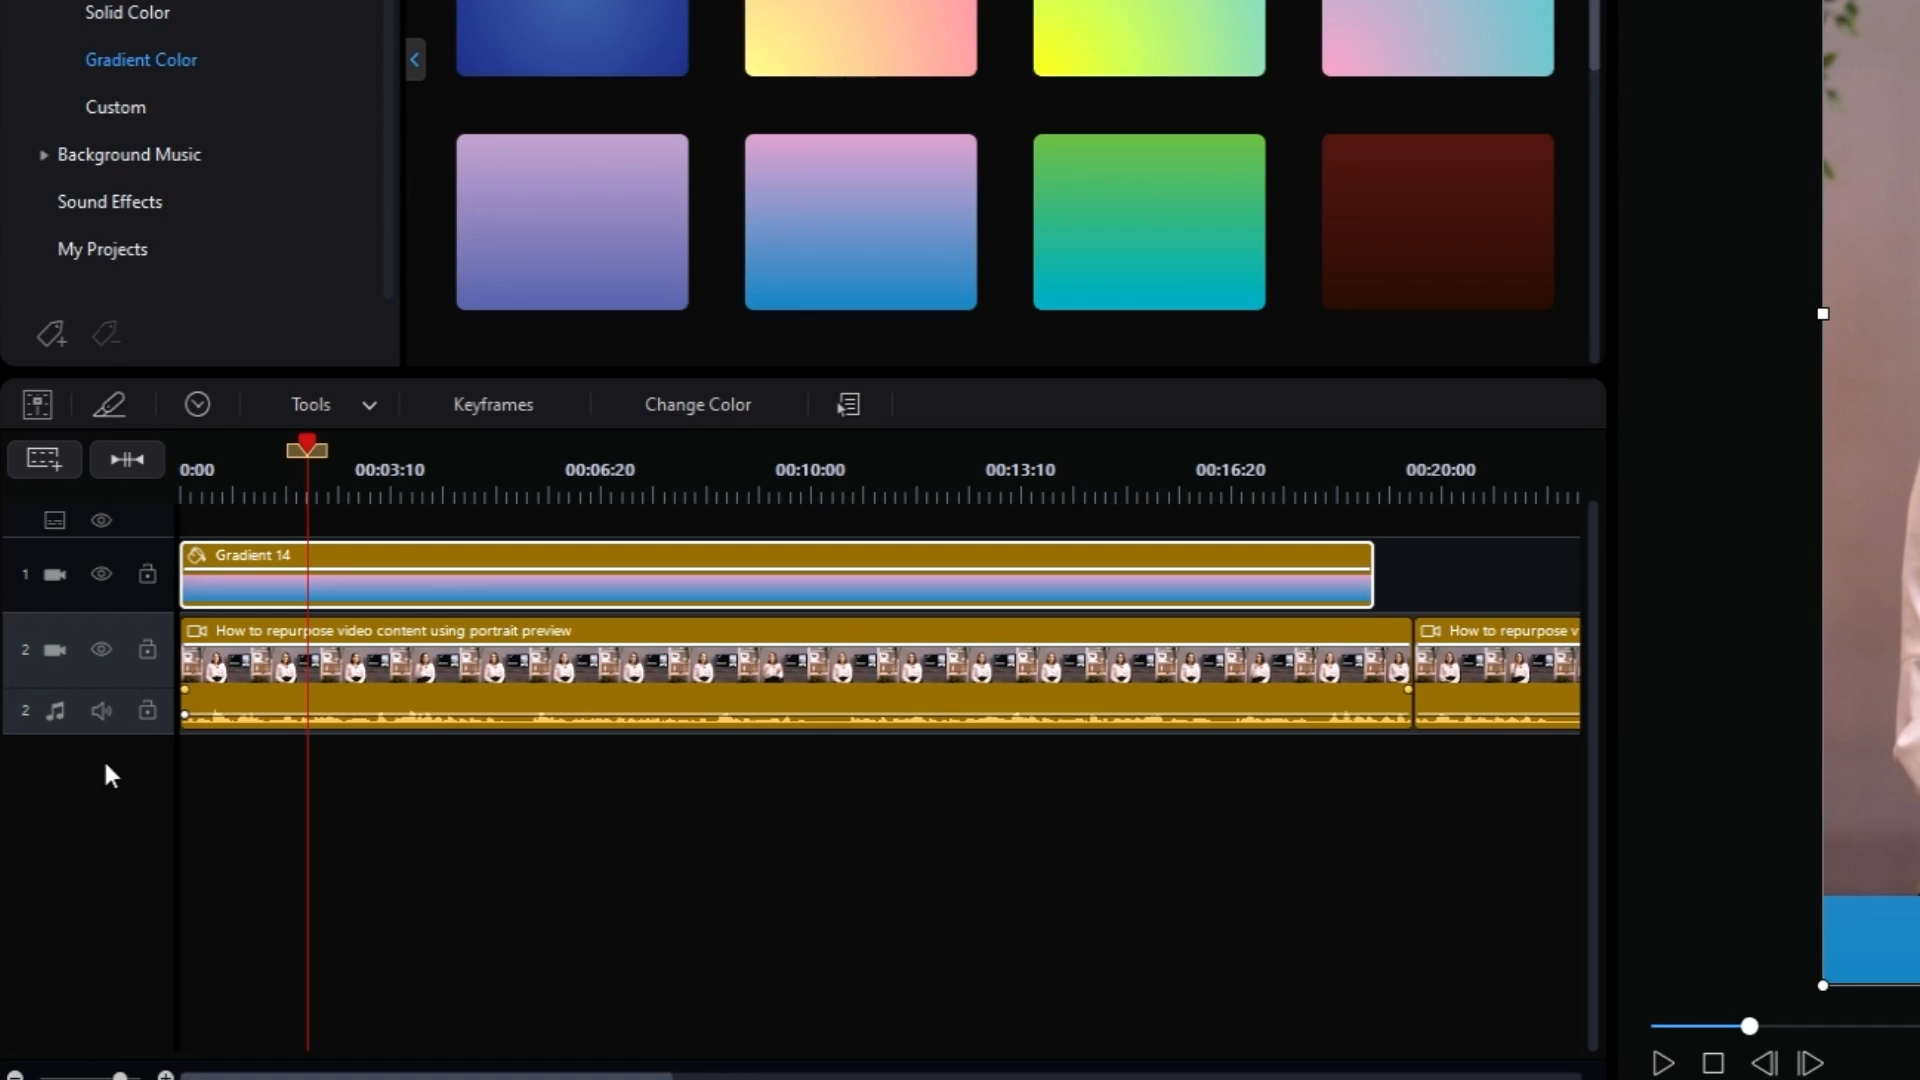 Solid Color
Gradient Color
Custom
Background Music
Sound Effects
My Projects
Tools
Keyframes
Change Color
0:00 00:03:10 00:06:20 00:10:00 00:13:10 00:16:20 00:20:00
Gradient 14
1
How to repurpose video content using portrait preview
How to repurpose v
2
2